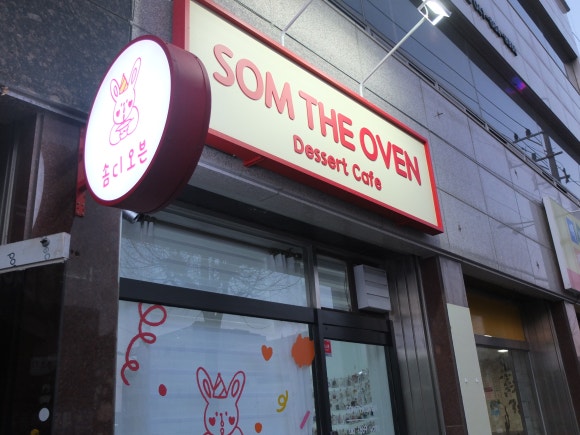 솜디오븐
SOM THE OVEN
Dessert Cafe